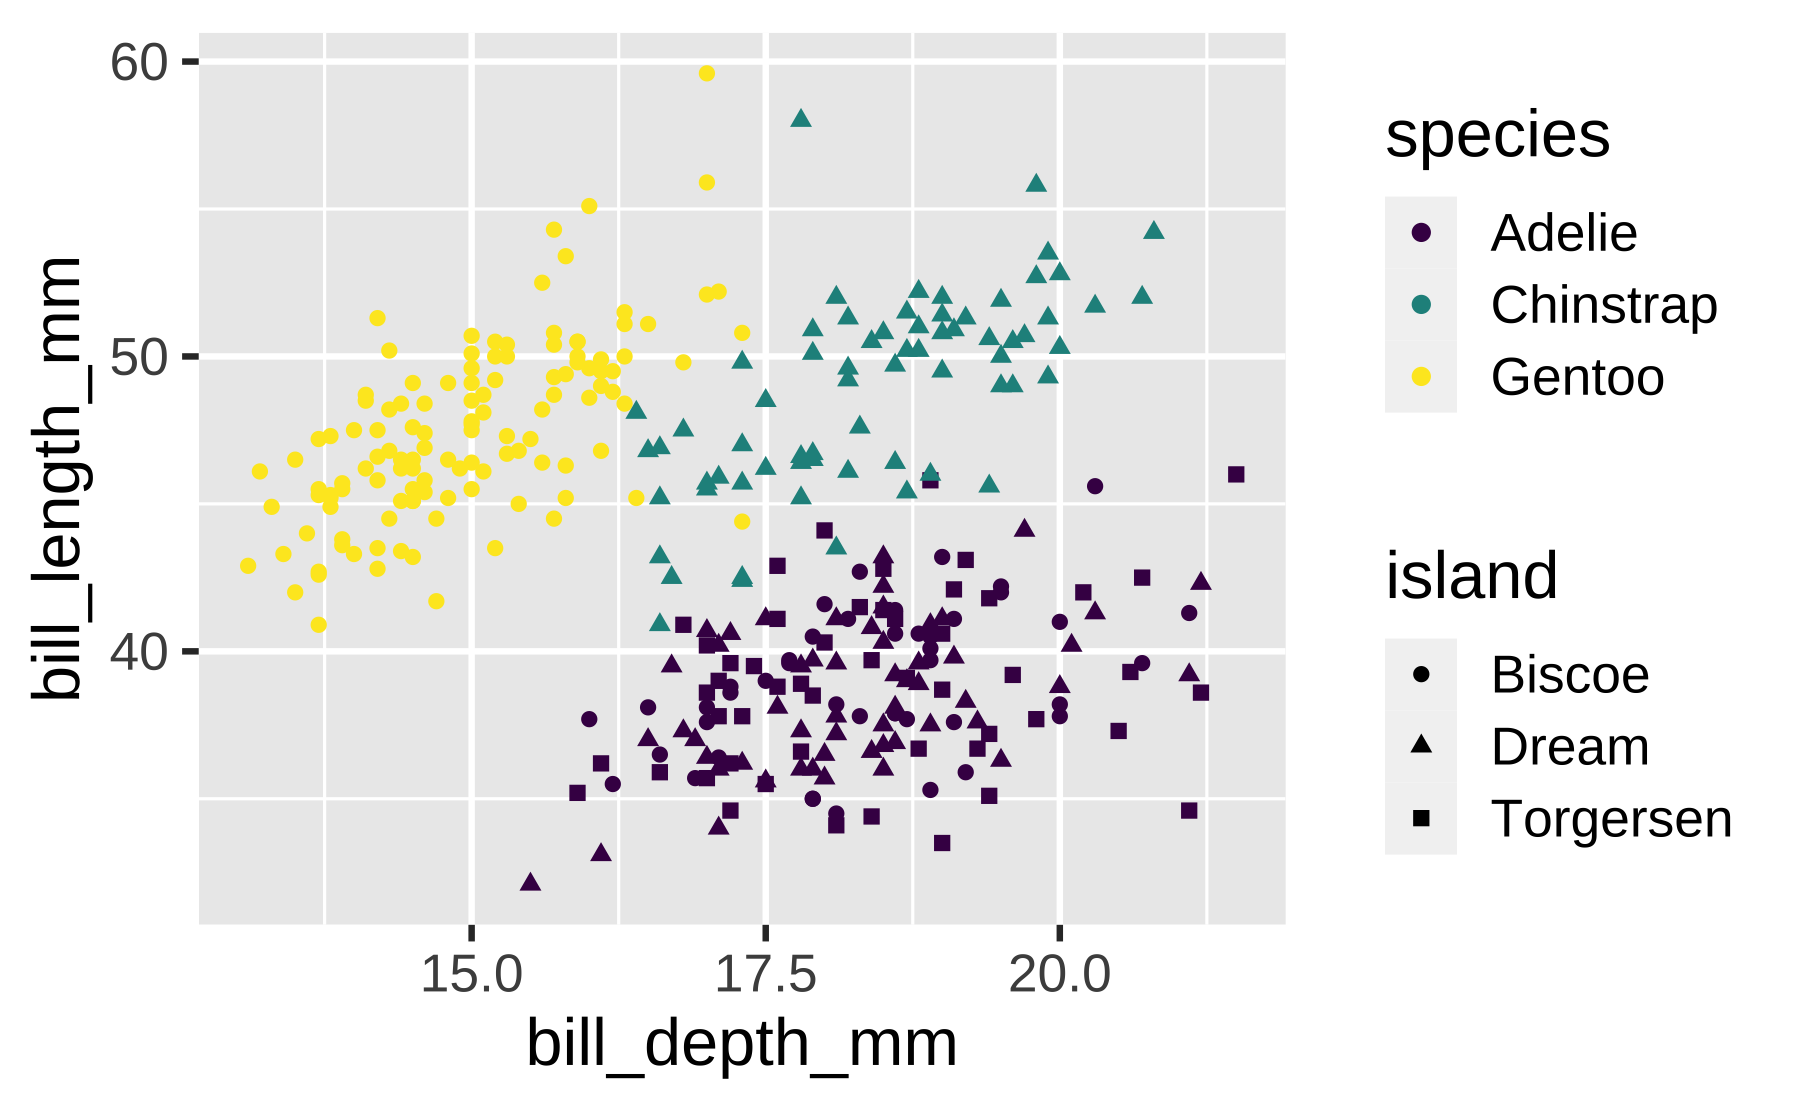 60
50
40
bill_length_mm
15.0 17.5 20.0
bill_depth_mm
species
Adelie
Chinstrap
Gentoo
island
Biscoe
Dream
Torgersen